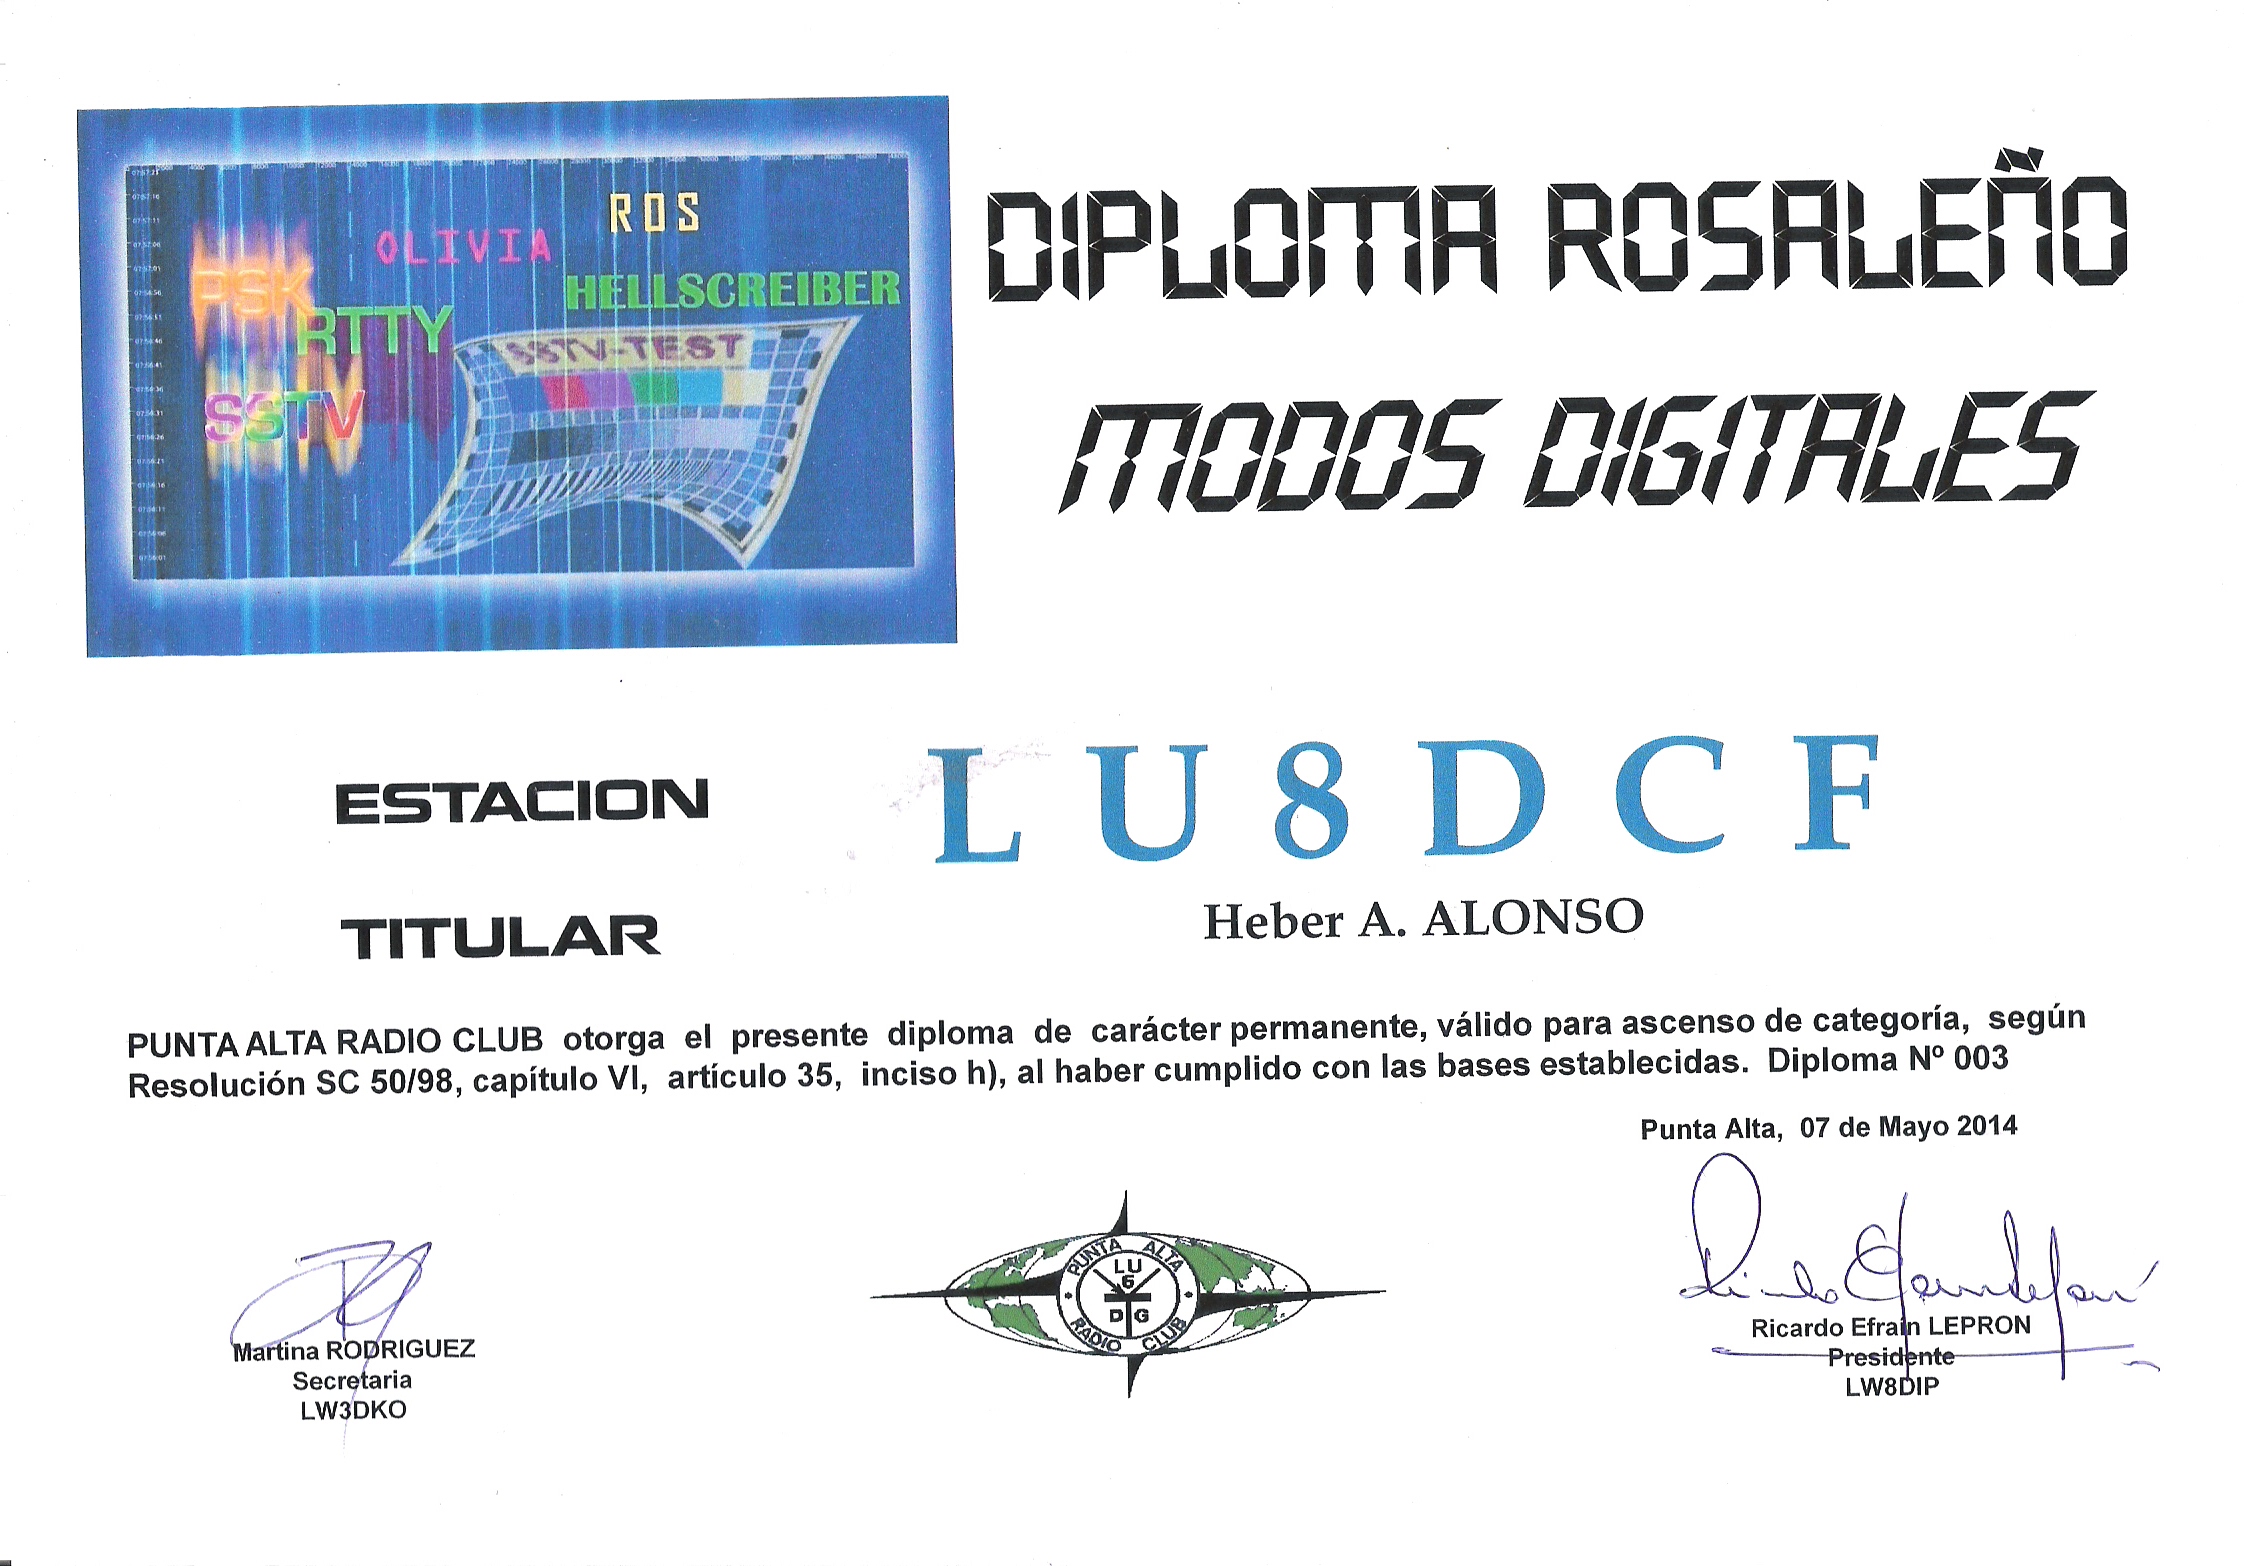 DIPLOMA ROSALEÑO
MODOS DIGITALES
ROS
OLIVIA
PSK
HELLSCREIBER
RTTY
SSTV-TEST
SSTV
ESTACION
LU8DCF
TITULAR
Heber A. ALONSO
PUNTA ALTA RADIO CLUB otorga el presente diploma de carácter permanente, válido para ascenso de categoría, según
Resolución SC 50/98, capítulo VI, artículo 35, inciso h), al haber cumplido con las bases establecidas. Diploma Nº 003
Punta Alta, 07 de Mayo 2014
PUNTA ALTA
LU
6
D G
RADIO CLUB
Martina RODRIGUEZ
Secretaria
LW3DKO
Ricardo Efraín LEPRON
Presidente
LW8DIP